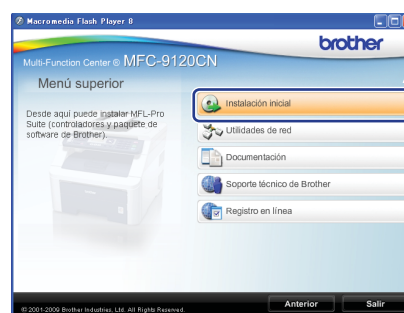 Macromedia Flash Player 8
brother
Multi-Function Center ® MFC-9120CN
Menú superior
Desde aquí puede instalar MFL-Pro
Suite (controladores y paquete de
software de Brother).
Instalación inicial
Utilidades de red
Documentación
Soporte técnico de Brother
Registro en línea
Anterior
Salir
© 2001-2009 Brother Industries, Ltd. All Rights Reserved.